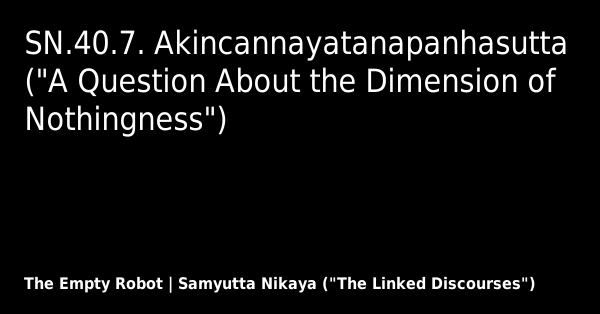 SN.40.7. Akincannayatanapanhasutta
("A Question About the Dimension of
Nothingness")
The Empty Robot | Samyutta Nikaya ("The Linked Discourses")